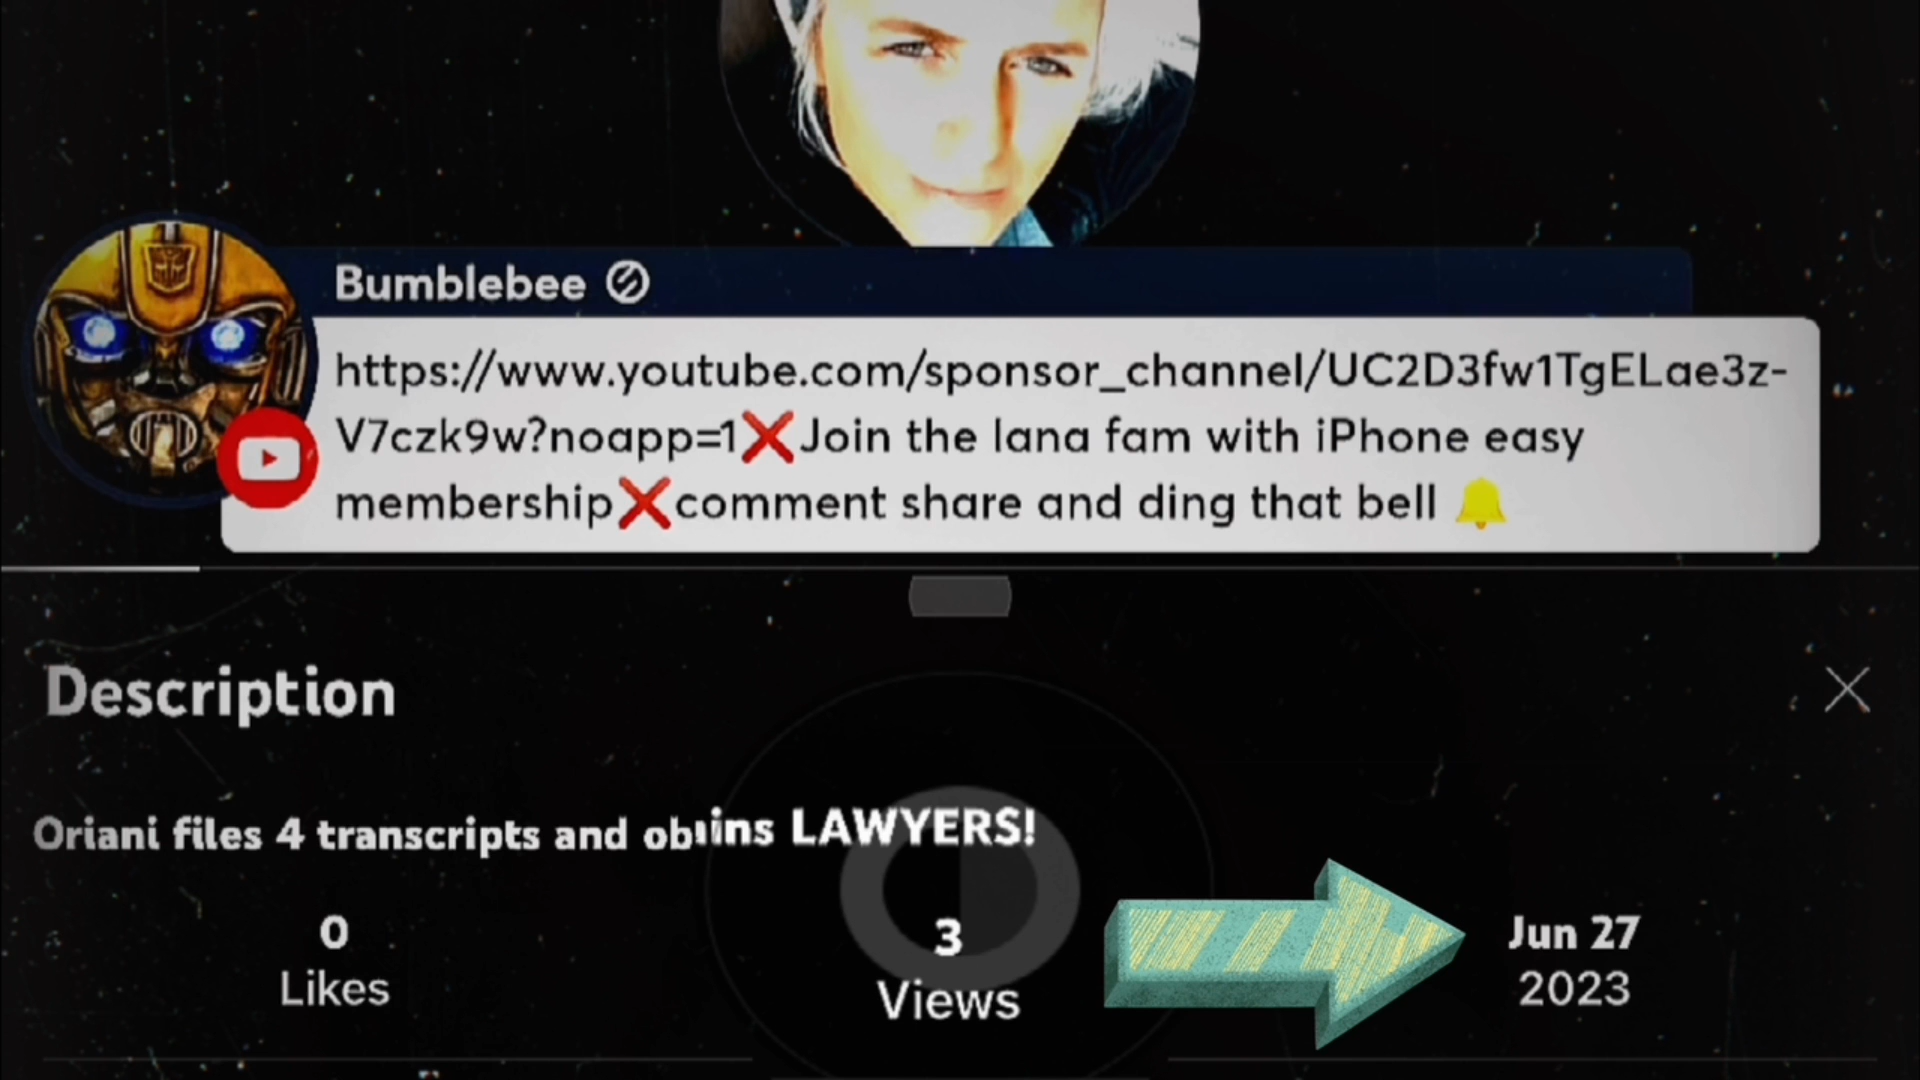 Bumblebee
https://www.youtube.com/sponsor_channel/UC2D3fw1TgELae3z-
V7czk9w?noapp=1❌Join the lana fam with iPhone easy
membership❌comment share and ding that bell 🔔
Description
Oriani files 4 transcripts and LAWYERS!
0
Likes
3
Views
Jun 27
2023